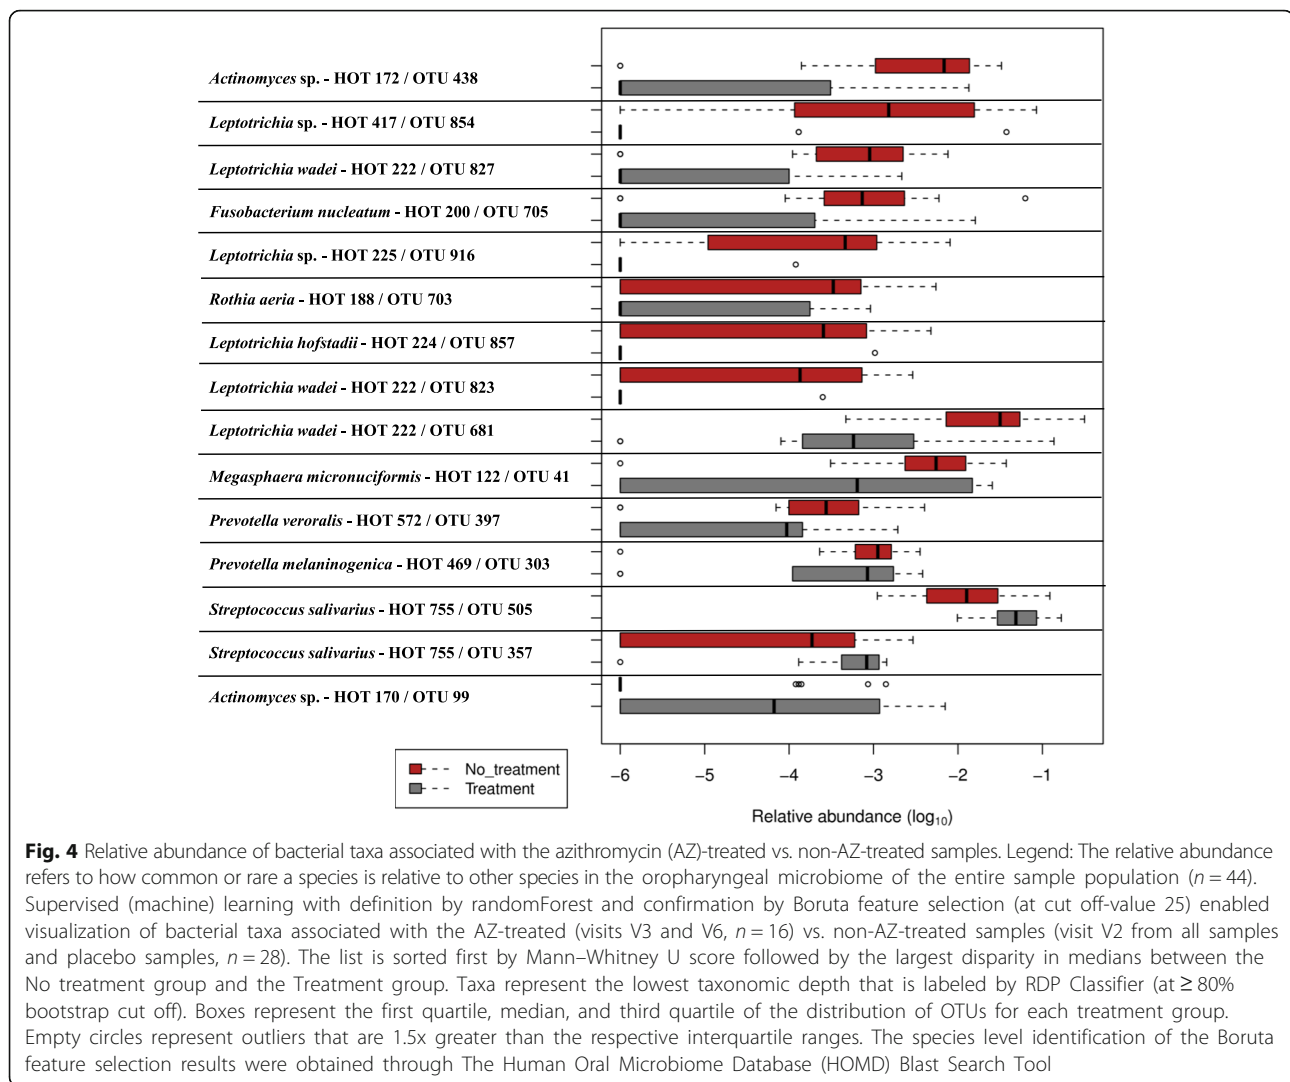 Actinomyces sp. - HOT 172 / OTU 438
Leptotrichia sp. - HOT 417 / OTU 854
Leptotrichia wadei - HOT 222 / OTU 827
Fusobacterium nucleatum - HOT 200 / OTU 705
Leptotrichia sp. - HOT 225 / OTU 916
Rothia aeria - HOT 188 / OTU 703
Leptotrichia hofstadii - HOT 224 / OTU 857
Leptotrichia wadei - HOT 222 / OTU 823
Leptotrichia wadei - HOT 222 / OTU 681
Megasphaera micronuciformis - HOT 122 / OTU 41
Prevotella veroralis - HOT 572 / OTU 397
Prevotella melaninogenica - HOT 469 / OTU 303
Streptococcus salivarius - HOT 755 / OTU 505
Streptococcus salivarius - HOT 755 / OTU 357
Actinomyces sp. - HOT 170 / OTU 99
No_treatment
Treatment
−6 −5 −4 −3 −2 −1
Relative abundance (log₁₀)
Fig. 4 Relative abundance of bacterial taxa associated with the azithromycin (AZ)-treated vs. non-AZ-treated samples. Legend: The relative abundance
refers to how common or rare a species is relative to other species in the oropharyngeal microbiome of the entire sample population (n = 44).
Supervised (machine) learning with definition by randomForest and confirmation by Boruta feature selection (at cut off-value 25) enabled
visualization of bacterial taxa associated with the AZ-treated (visits V3 and V6, n = 16) vs. non-AZ-treated samples (visit V2 from all samples
and placebo samples, n = 28). The list is sorted first by Mann–Whitney U score followed by the largest disparity in medians between the
No treatment group and the Treatment group. Taxa represent the lowest taxonomic depth that is labeled by RDP Classifier (at ≥ 80%
bootstrap cut off). Boxes represent the first quartile, median, and third quartile of the distribution of OTUs for each treatment group.
Empty circles represent outliers that are 1.5x greater than the respective interquartile ranges. The species level identification of the Boruta
feature selection results were obtained through The Human Oral Microbiome Database (HOMD) Blast Search Tool